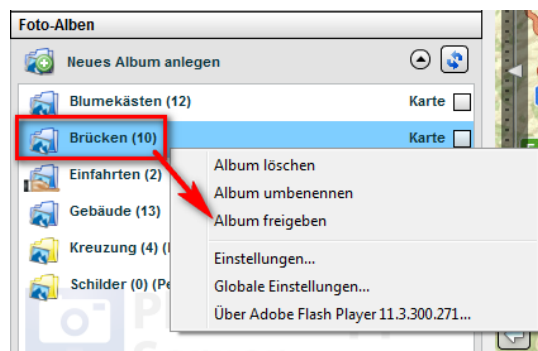 Foto-Alben
Neues Album anlegen
Blumekästen (12) Karte
Brücken (10) Karte
Einfahrten (2)
Gebäude (13)
Kreuzung (4) (
Schilder (0) (Pe
Album löschen
Album umbenennen
Album freigeben
Einstellungen...
Globale Einstellungen...
Über Adobe Flash Player 11.3.300.271...